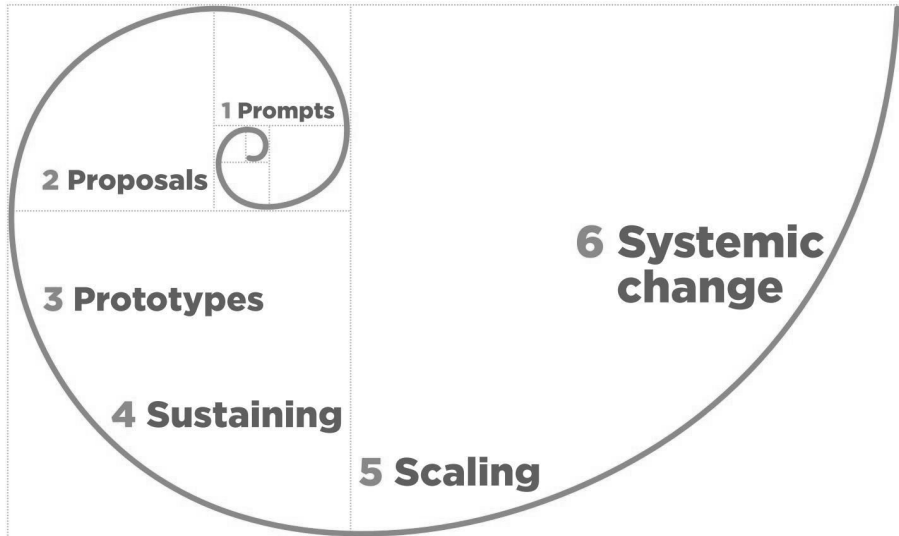 1 Prompts
2 Proposals
3 Prototypes
4 Sustaining
5 Scaling
6 Systemic
change